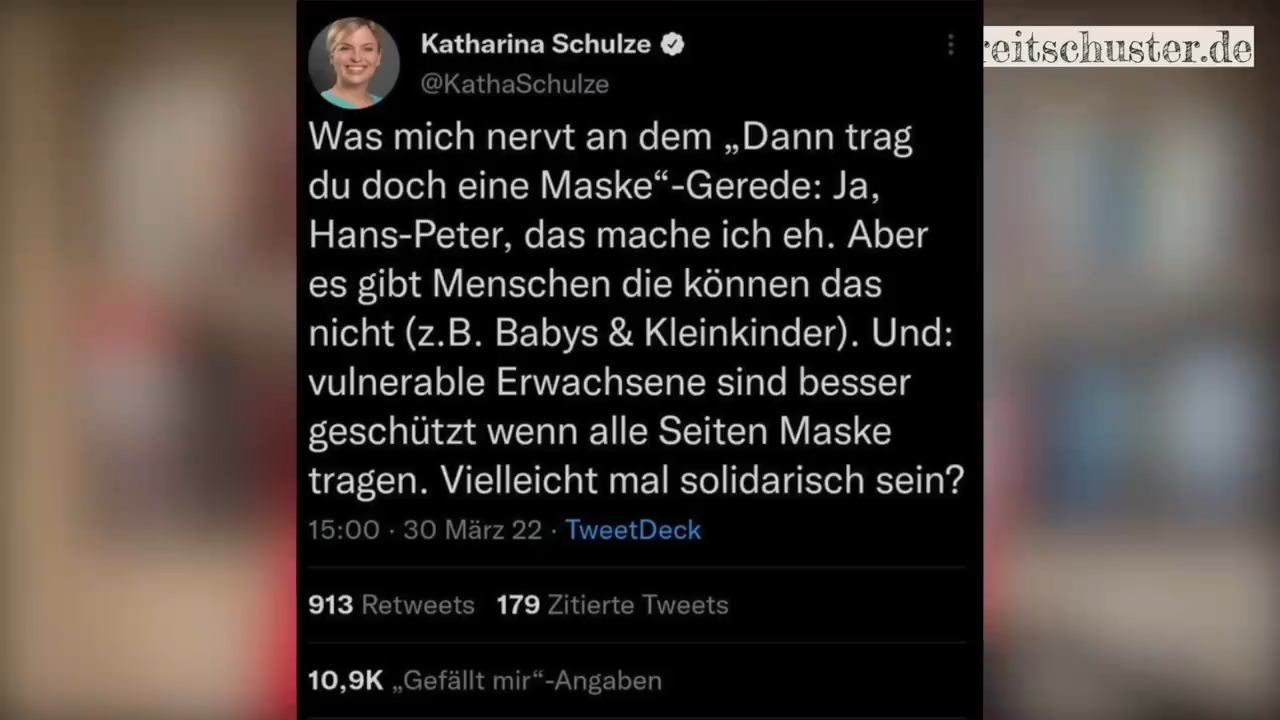 Katharina Schulze
@KathaSchulze
reitschuster.de
Was mich nervt an dem „Dann trag
du doch eine Maske“-Gerede: Ja,
Hans-Peter, das mache ich eh. Aber
es gibt Menschen die können das
nicht (z.B. Babys & Kleinkinder). Und:
vulnerable Erwachsene sind besser
geschützt wenn alle Seiten Maske
tragen. Vielleicht mal solidarisch sein?
15:00 · 30 März 22 · TweetDeck
913 Retweets 179 Zitierte Tweets
10,9K „Gefällt mir“-Angaben